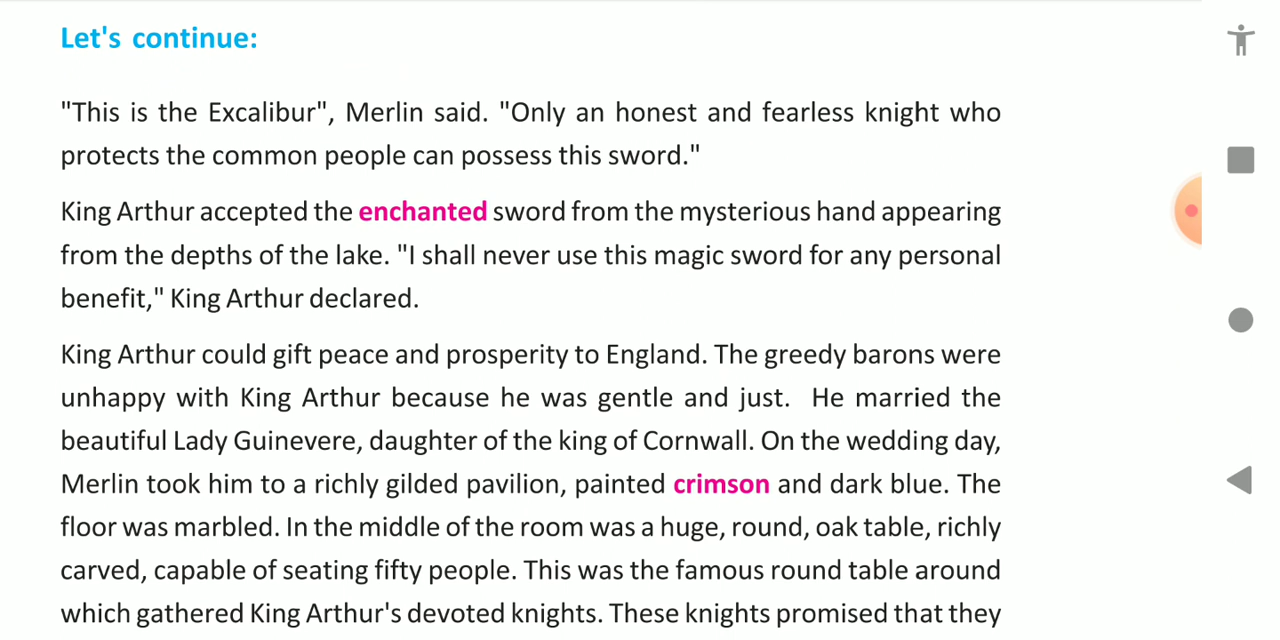 Let's continue:
"This is the Excalibur", Merlin said. "Only an honest and fearless knight who
protects the common people can possess this sword."
King Arthur accepted the enchanted sword from the mysterious hand appearing
from the depths of the lake. "I shall never use this magic sword for any personal
benefit," King Arthur declared.
King Arthur could gift peace and prosperity to England. The greedy barons were
unhappy with King Arthur because he was gentle and just. He married the
beautiful Lady Guinevere, daughter of the king of Cornwall. On the wedding day,
Merlin took him to a richly gilded pavilion, painted crimson and dark blue. The
floor was marbled. In the middle of the room was a huge, round, oak table, richly
carved, capable of seating fifty people. This was the famous round table around
which gathered King Arthur's devoted knights. These knights promised that they